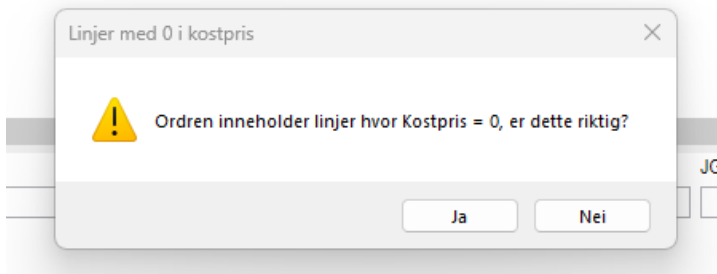 Linjer med 0 i kostpris
Ordren inneholder linjer hvor Kostpris = 0, er dette riktig?
Ja
Nei